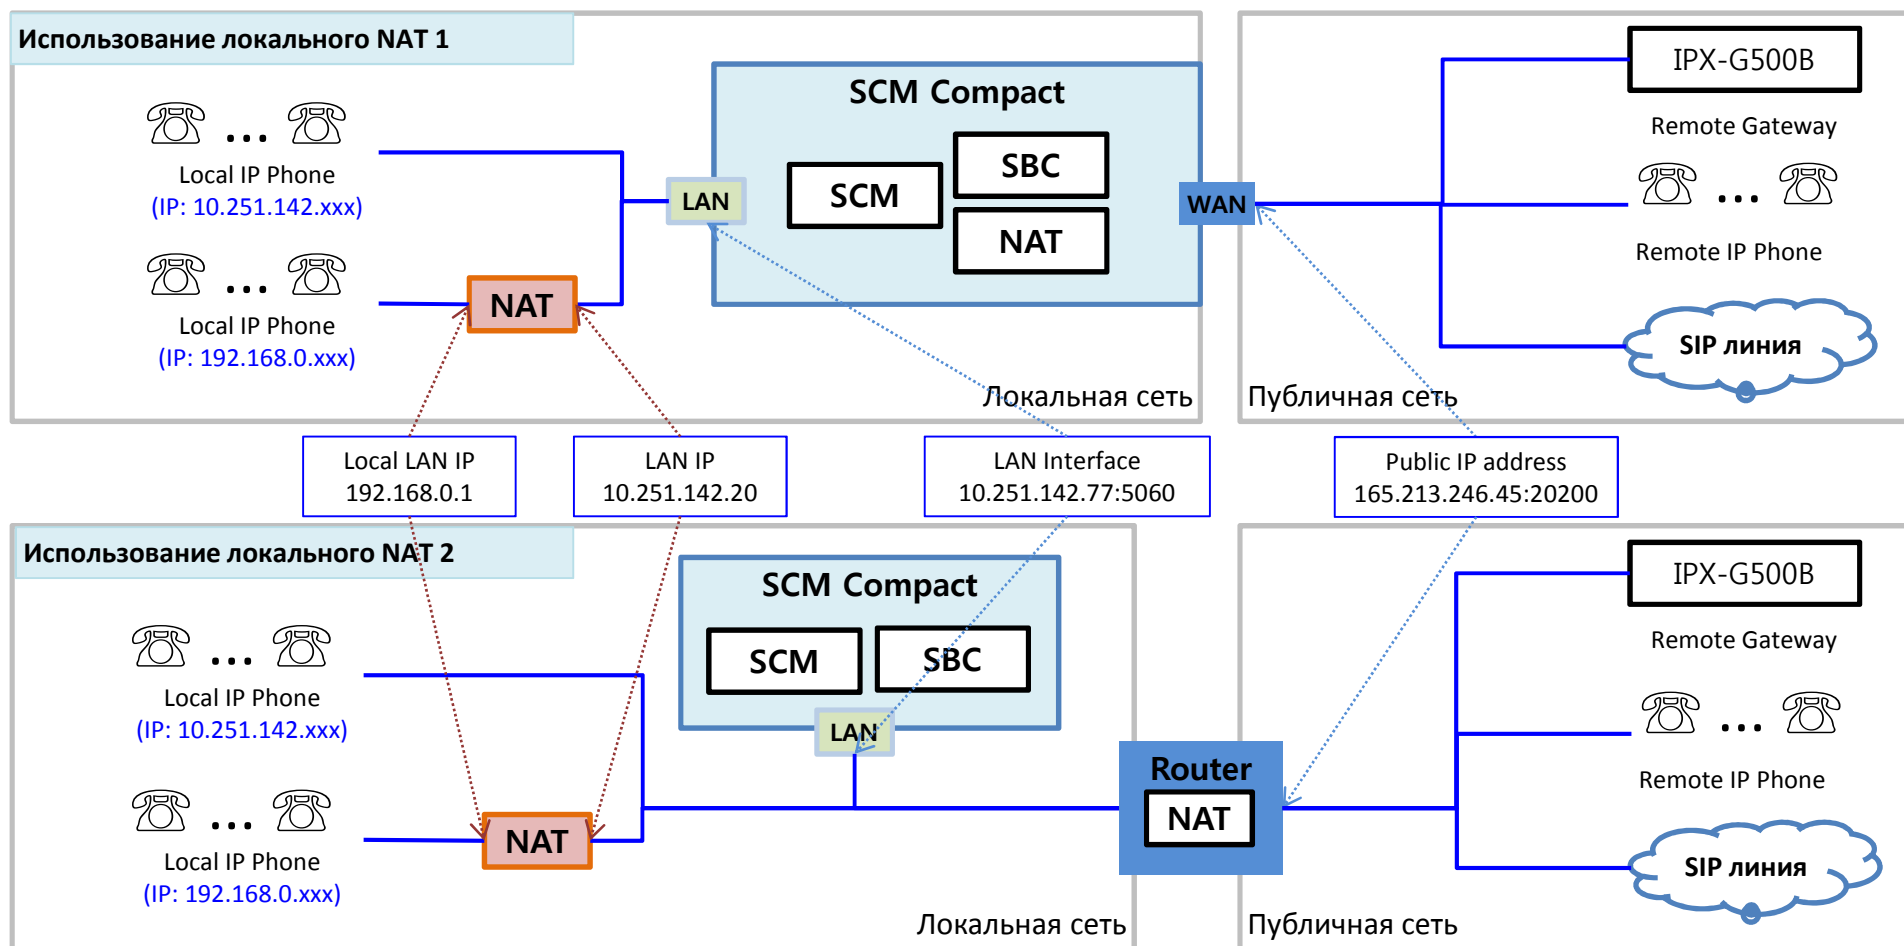 Использование локального NAT 1
...
Local IP Phone
(IP: 10.251.142.xxx)
...
Local IP Phone
(IP: 192.168.0.xxx)
NAT
LAN
SCM Compact
SCM
SBC
NAT
WAN
Локальная сеть
IPX-G500B
Remote Gateway
...
Remote IP Phone
SIP линия
Публичная сеть
Local LAN IP
192.168.0.1
LAN IP
10.251.142.20
LAN Interface
10.251.142.77:5060
Public IP address
165.213.246.45:20200
Использование локального NAT 2
...
Local IP Phone
(IP: 10.251.142.xxx)
...
Local IP Phone
(IP: 192.168.0.xxx)
NAT
SCM Compact
SCM
SBC
LAN
Router
NAT
Локальная сеть
IPX-G500B
Remote Gateway
...
Remote IP Phone
SIP линия
Публичная сеть